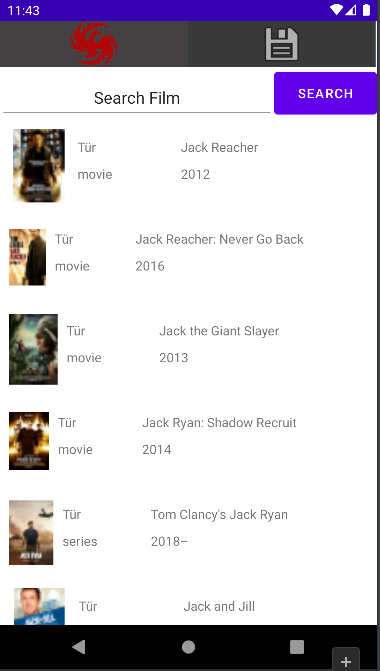 11:43
Search Film
SEARCH
Tür Jack Reacher
movie 2012
Tür Jack Reacher: Never Go Back
movie 2016
Tür Jack the Giant Slayer
movie 2013
Tür Jack Ryan: Shadow Recruit
movie 2014
Tür Tom Clancy's Jack Ryan
series 2018–
Tür Jack and Jill